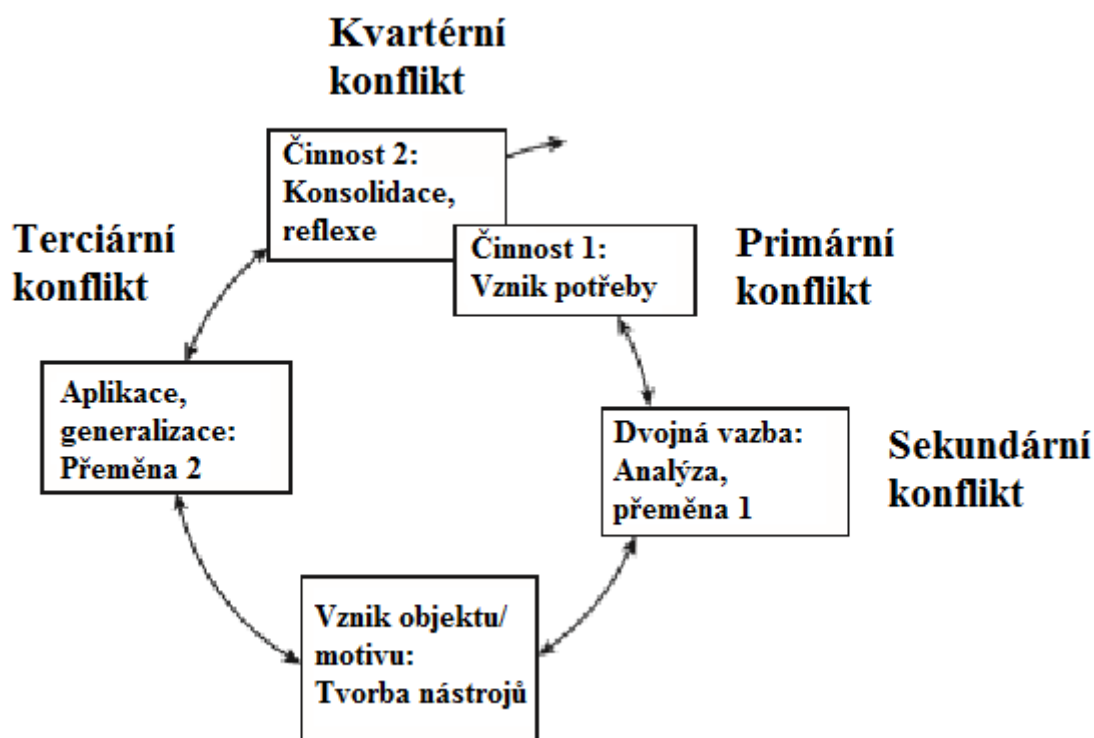 Kvartérní
konflikt
Činnost 2:
Konsolidace,
reflexe
Činnost 1:
Vznik potřeby
Primární
konflikt
Terciární
konflikt
Aplikace,
generalizace:
Přeměna 2
Dvojná vazba:
Analýza,
přeměna 1
Sekundární
konflikt
Vznik objektu/
motivu:
Tvorba nástrojů